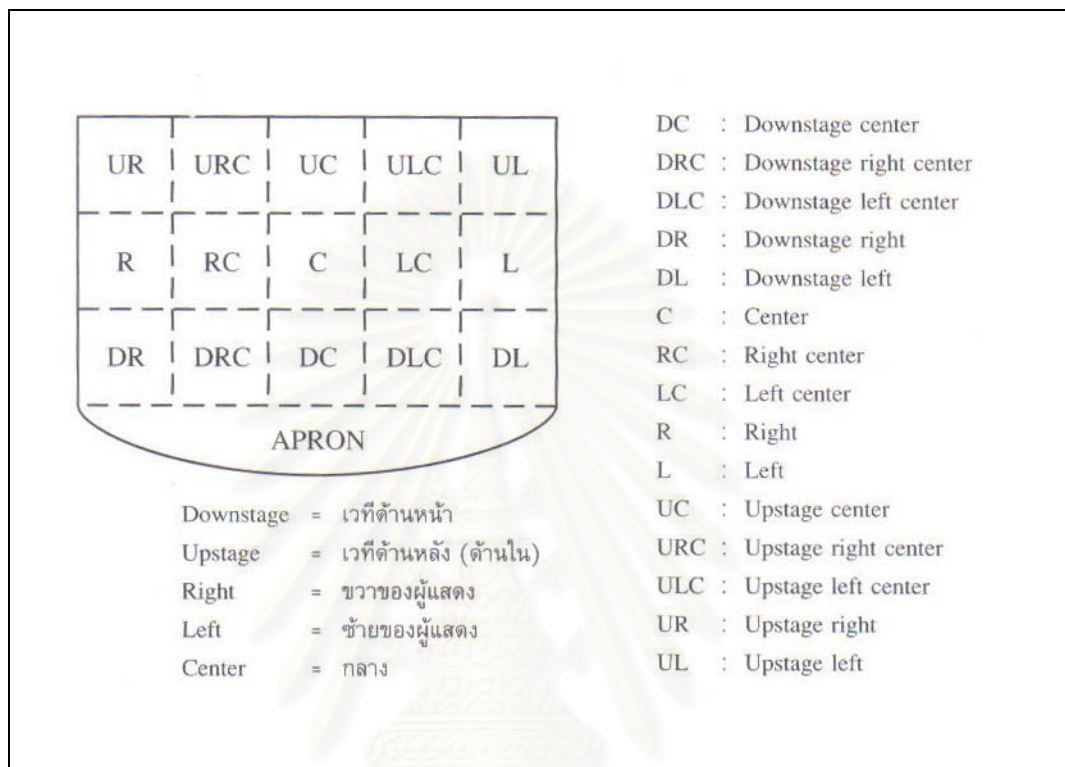 UR URC UC ULC UL
R RC C LC L
DR DRC DC DLC DL
APRON
Downstage = เวทีด้านหน้า
Upstage = เวทีด้านหลัง (ด้านใน)
Right = ขวาของผู้แสดง
Left = ซ้ายของผู้แสดง
Center = กลาง
DC : Downstage center
DRC : Downstage right center
DLC : Downstage left center
DR : Downstage right
DL : Downstage left
C : Center
RC : Right center
LC : Left center
R : Right
L : Left
UC : Upstage center
URC : Upstage right center
ULC : Upstage left center
UR : Upstage right
UL : Upstage left